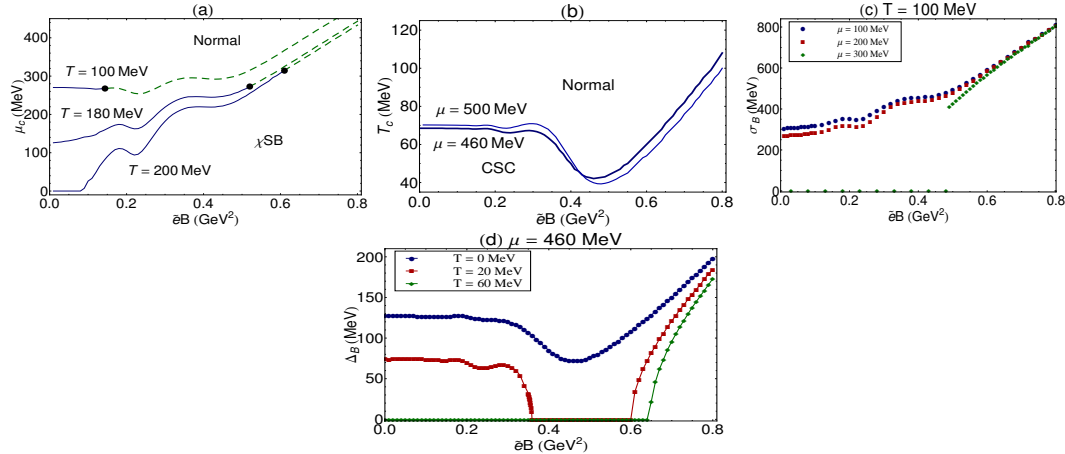 (a)
Normal
T = 100 MeV
T = 180 MeV
T = 200 MeV
χSB
μc (MeV)
0
100
200
300
400
0.0 0.2 0.4 0.6 0.8
ẽB (GeV²)
(b)
Normal
μ = 500 MeV
μ = 460 MeV
CSC
Tc (MeV)
40
60
80
100
120
0.0 0.2 0.4 0.6 0.8
ẽB (GeV²)
(c) T = 100 MeV
μ = 100 MeV
μ = 200 MeV
μ = 300 MeV
σB (MeV)
0
200
400
600
800
0.0 0.2 0.4 0.6 0.8
ẽB (GeV²)
(d) μ = 460 MeV
T = 0 MeV
T = 20 MeV
T = 60 MeV
ΔB (MeV)
0
50
100
150
200
0.0 0.2 0.4 0.6 0.8
ẽB (GeV²)